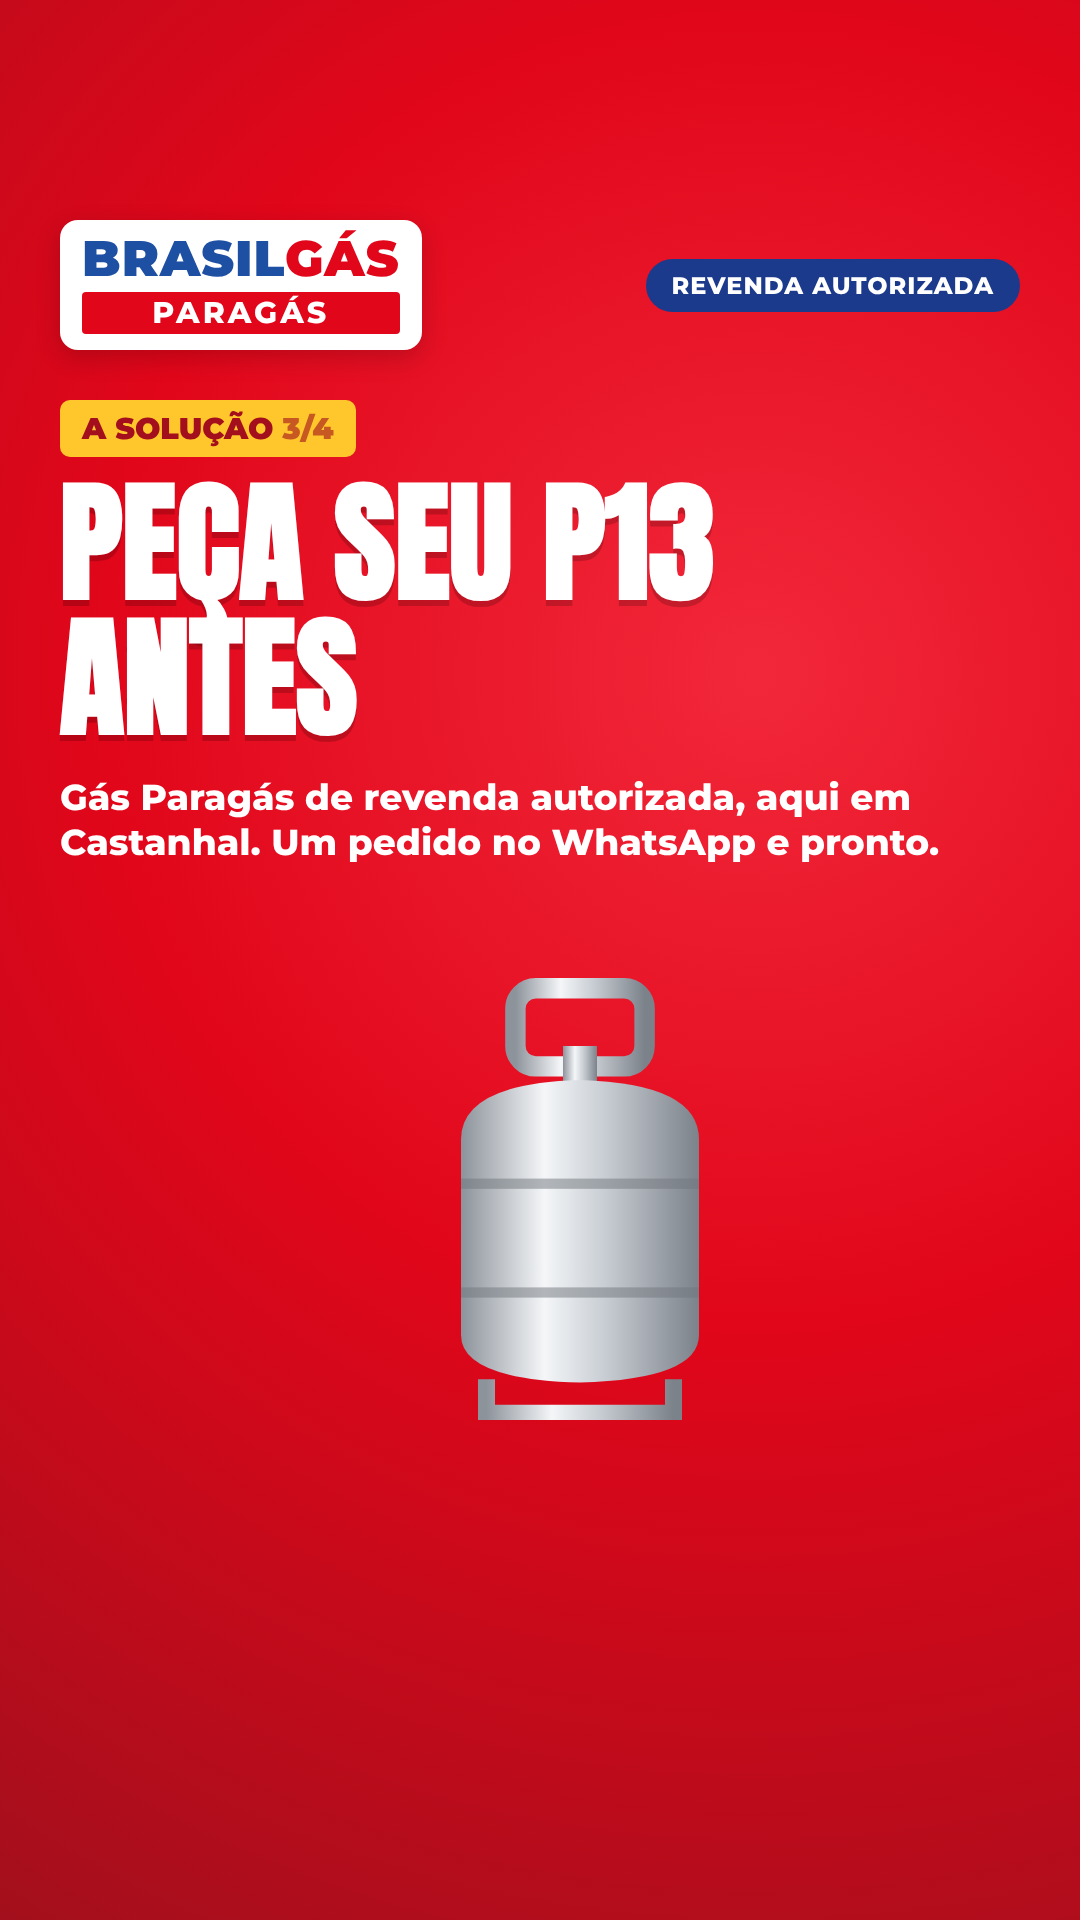 BRASILGÁS
PARAGÁS
REVENDA AUTORIZADA
A SOLUÇÃO 3/4
PEÇA SEU P13
ANTES
Gás Paragás de revenda autorizada, aqui em
Castanhal. Um pedido no WhatsApp e pronto.